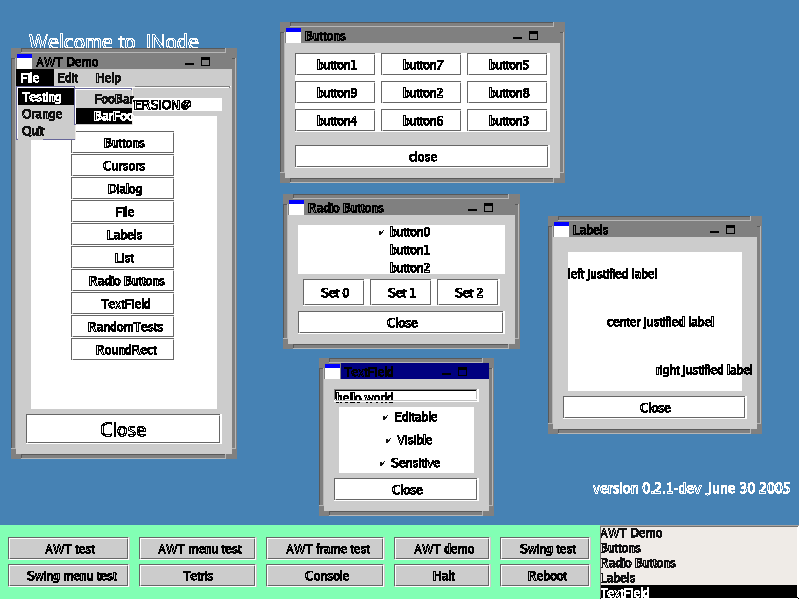 Welcome to JNode
AWT Demo
File Edit Help
Testing
Orange
Quit
FooBar
BarFoo
ERSION@
Buttons
Cursors
Dialog
File
Labels
List
Radio Buttons
TextField
RandomTests
RoundRect
Close
Buttons
button1 button7 button5
button9 button2 button8
button4 button6 button3
close
Radio Buttons
button0
button1
button2
Set 0 Set 1 Set 2
Close
TextField
hello world
Editable
Visible
Sensitive
Close
Labels
left justified label
center justified label
right justified label
Close
version 0.2.1-dev June 30 2005
AWT test AWT menu test AWT frame test AWT demo Swing test
Swing menu test Tetris Console Halt Reboot
AWT Demo
Buttons
Radio Buttons
Labels
TextField